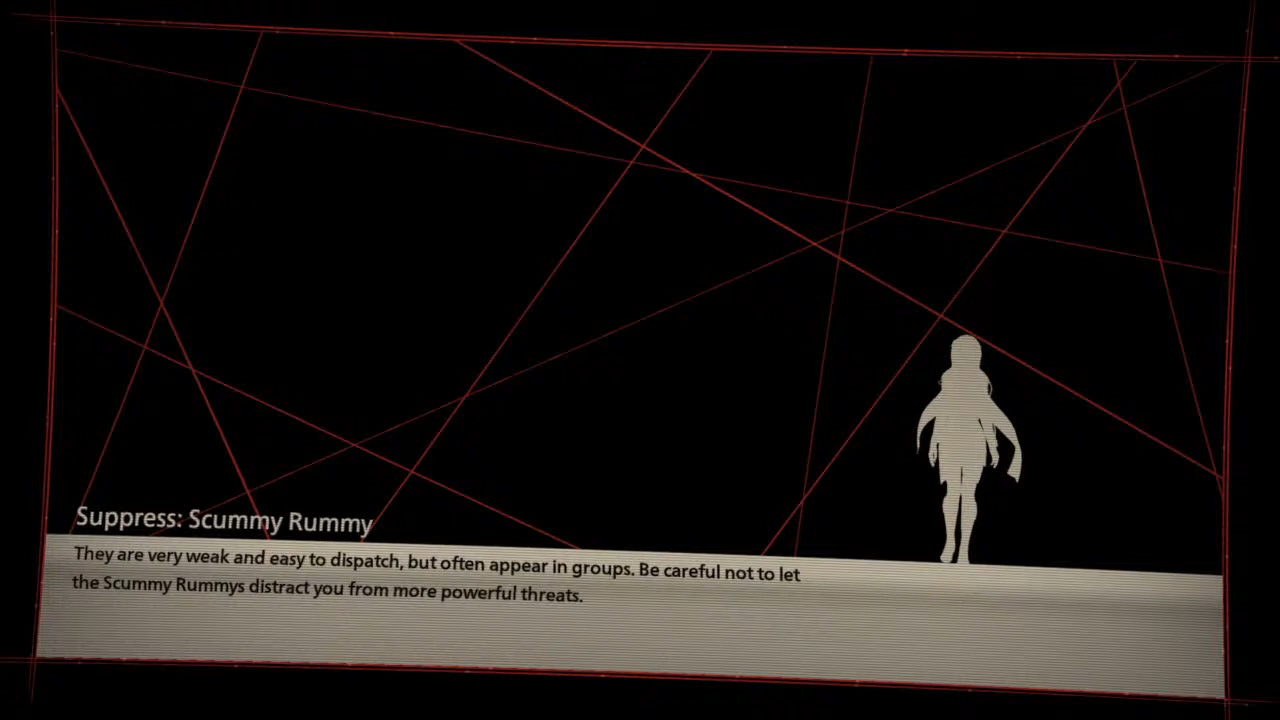 Suppress: Scummy Rummy
They are very weak and easy to dispatch, but often appear in groups. Be careful not to let
the Scummy Rummys distract you from more powerful threats.